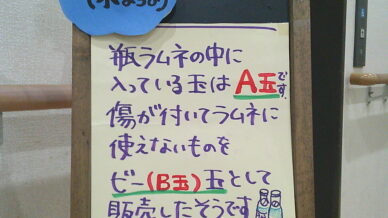 瓶ラムネの中に
入っている玉はA玉です。
傷が付いてラムネに
使えないものを
ビー(B玉)玉として
販売したそうです